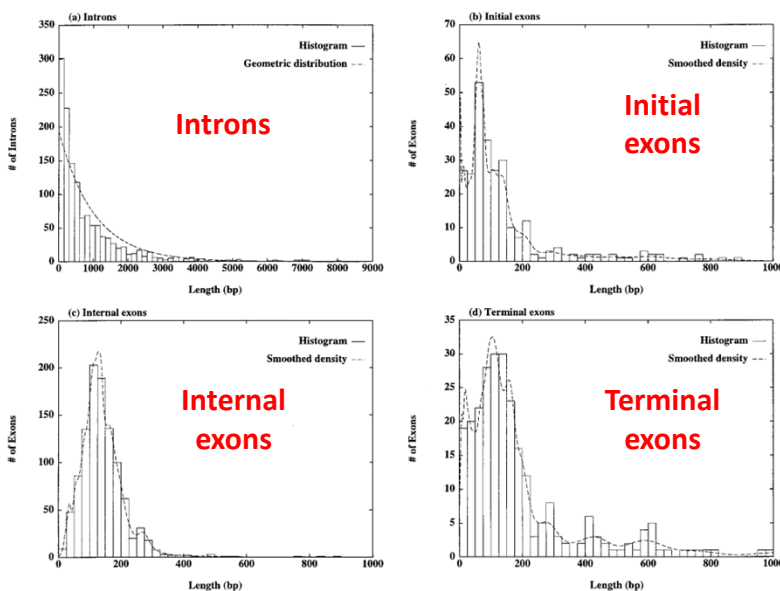 (a) Introns
350
300
250
200
150
100
50
0
# of Introns
Histogram
Geometric distribution
Introns
0 1000 2000 3000 4000 5000 6000 7000 8000 9000
Length (bp)
(b) Initial exons
70
60
50
40
30
20
10
0
# of Exons
Histogram
Smoothed density
Initial
exons
0 200 400 600 800 1000
Length (bp)
(c) Internal exons
250
200
150
100
50
0
# of Exons
Histogram
Smoothed density
Internal
exons
0 200 400 600 800 1000
Length (bp)
(d) Terminal exons
35
30
25
20
15
10
5
0
# of Exons
Histogram
Smoothed density
Terminal
exons
0 200 400 600 800 1000
Length (bp)